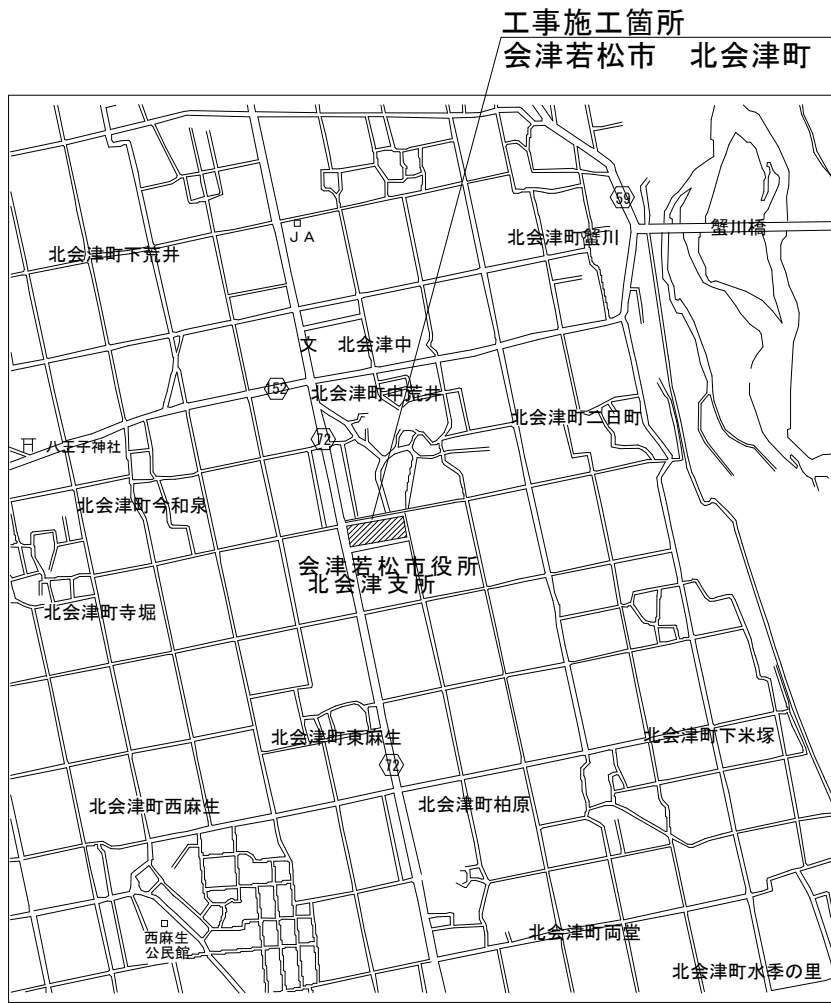 工事施工箇所
会津若松市　北会津町
59
北会津町下荒井
JA
北会津町蟹川
蟹川橋
文　北会津中
152
北会津町中荒井
北会津町二日町
72
八王子神社
北会津町今和泉
会津若松市役所
北会津支所
北会津町寺堀
北会津町東麻生
北会津町下米塚
72
北会津町西麻生
北会津町柏原
西麻生
公民館
北会津町両堂
北会津町水季の里